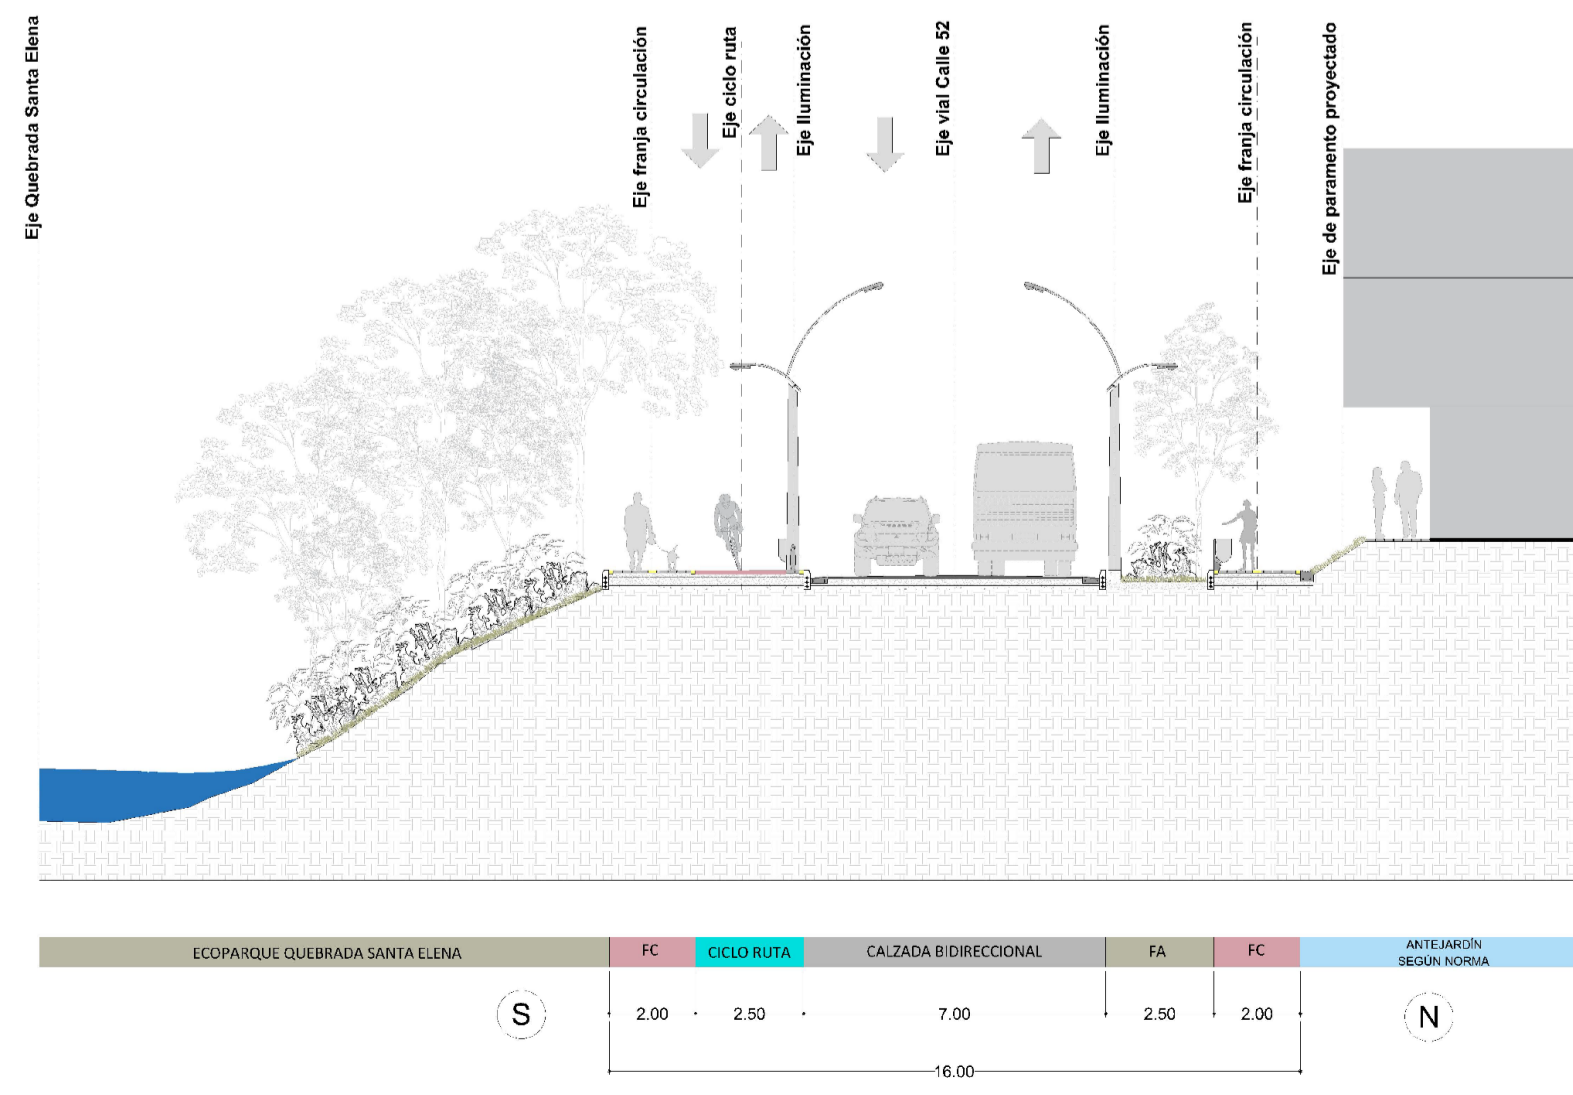 Eje Quebrada Santa Elena
Eje franja circulación
Eje ciclo ruta
Eje Iluminación
Eje vial Calle 52
Eje Iluminación
Eje franja circulación
Eje de paramento proyectado
ECOPARQUE QUEBRADA SANTA ELENA
FC
CICLO RUTA
CALZADA BIDIRECCIONAL
FA
FC
ANTEJARDÍN
SEGÚN NORMA
S
2.00
2.50
7.00
2.50
2.00
N
16.00